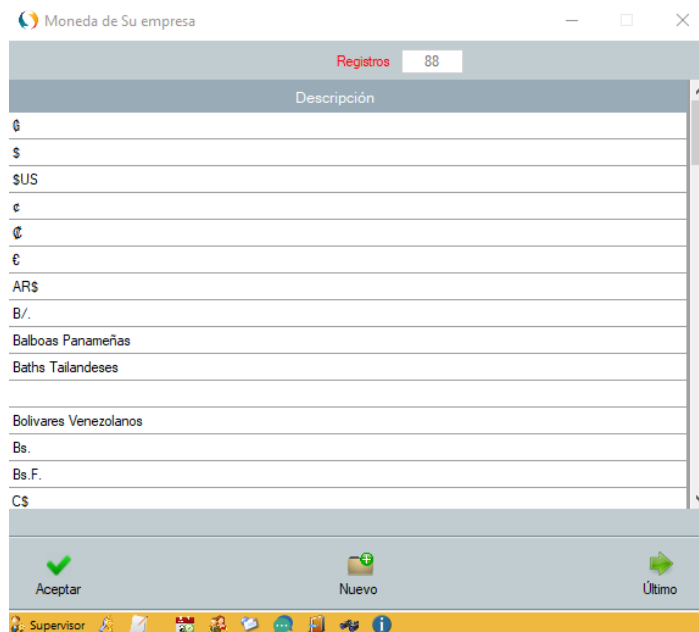 Moneda de Su empresa
Registros 88
Descripción
₲
$
$US
¢
₡
€
AR$
B/.
Balboas Panameñas
Baths Tailandeses
Bolivares Venezolanos
Bs.
Bs.F.
C$
Aceptar Nuevo Último
Supervisor